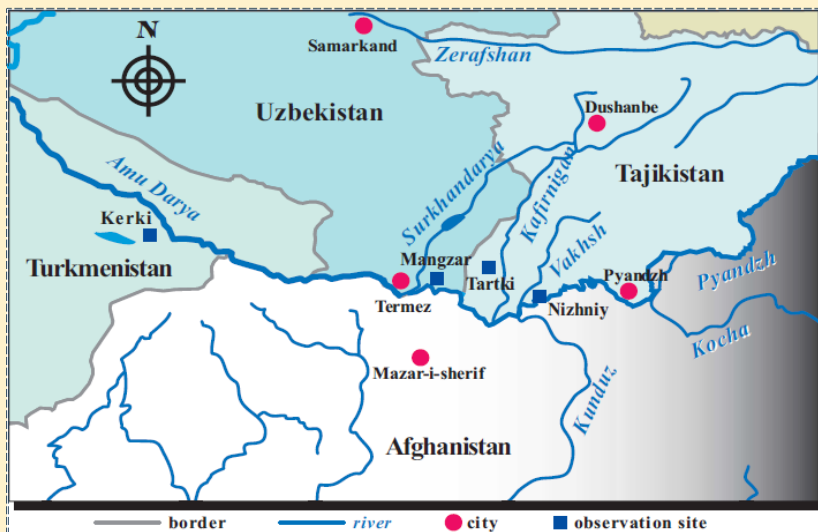 N
Samarkand
Zerafshan
Uzbekistan
Dushanbe
Tajikistan
Amu Darya
Surkhandarya
Kafirnigan
Kerki
Vakhsh
Mangzar
Turkmenistan
Tartki
Pyandzh
Pyandzh
Termez
Nizhniy
Kocha
Mazar-i-sherif
Kunduz
Afghanistan
border river city observation site